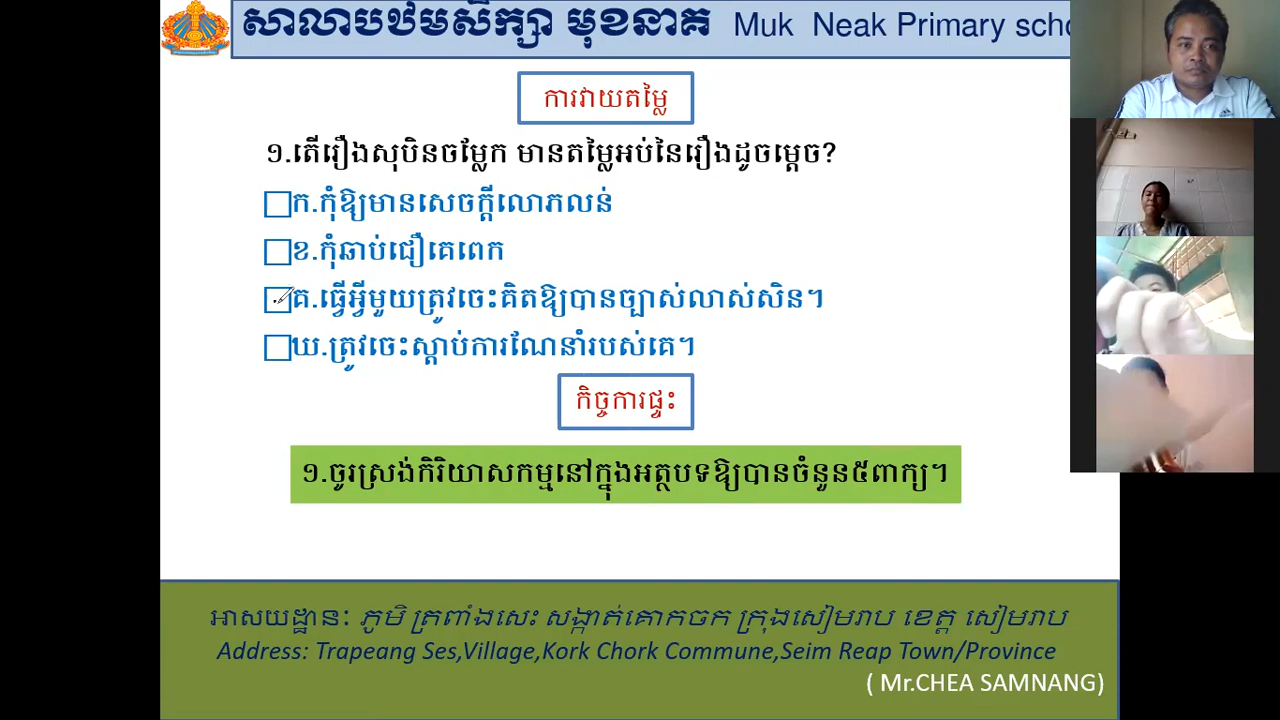 សាលាបឋមសិក្សា មុខនាគ Muk Neak Primary scho
ការវាយតម្លៃ
១.តើរឿងសុបិនចម្លែក មានតម្លៃអប់នៃរឿងដូចម្ដេច?
ក.កុំឱ្យមានសេចក្ដីលោភលន់
ខ.កុំឆាប់ជឿគេពេក
គ.ធ្វើអ្វីមួយត្រូវចេះគិតឱ្យបានច្បាស់លាស់សិន។
ឃ.ត្រូវចេះស្ដាប់ការណែនាំរបស់គេ។
កិច្ចការផ្ទះ
១.ចូរស្រង់កិរិយាសកម្មនៅក្នុងអត្ថបទឱ្យបានចំនួន៥ពាក្យ។
អាសយដ្ឋាន: ភូមិ ត្រពាំងសេះ សង្កាត់គោកចក ក្រុងសៀមរាប ខេត្ត សៀមរាប
Address: Trapeang Ses,Village,Kork Chork Commune,Seim Reap Town/Province
( Mr.CHEA SAMNANG)